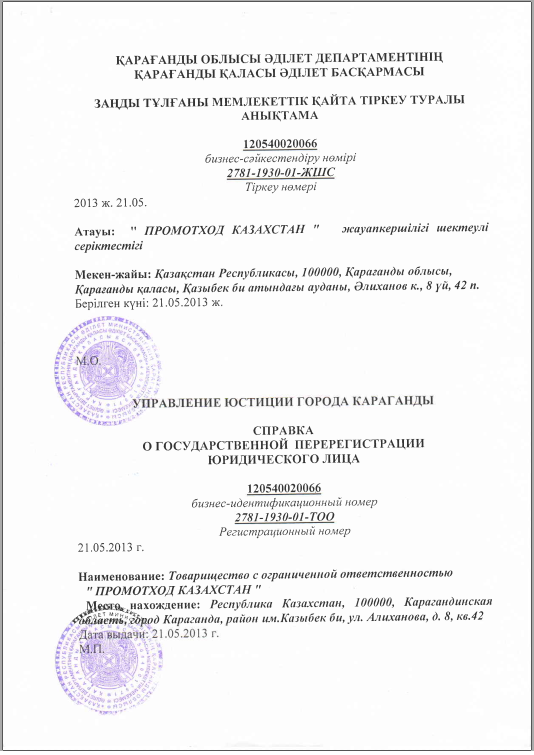 ҚАРАҒАНДЫ ОБЛЫСЫ ӘДІЛЕТ ДЕПАРТАМЕНТІНІҢ
ҚАРАҒАНДЫ ҚАЛАСЫ ӘДІЛЕТ БАСҚАРМАСЫ
ЗАҢДЫ ТҰЛҒАНЫ МЕМЛЕКЕТТІК ҚАЙТА ТІРКЕУ ТУРАЛЫ
АНЫҚТАМА
120540020066
бизнес-сәйкестендіру нөмірі
2781-1930-01-ЖШС
Тіркеу нөмері
2013 ж. 21.05.
Атауы: " ПРОМОТХОД КАЗАХСТАН " жауапкершілігі шектеулі
серіктестігі
Мекен-жайы: Қазақстан Республикасы, 100000, Қарағанды облысы,
Қарағанды қаласы, Қазыбек би атындағы ауданы, Әлиханов к., 8 үй, 42 п.
Берілген күні: 21.05.2013 ж.
М.О.
УПРАВЛЕНИЕ ЮСТИЦИИ ГОРОДА КАРАГАНДЫ
СПРАВКА
О ГОСУДАРСТВЕННОЙ ПЕРЕРЕГИСТРАЦИИ
ЮРИДИЧЕСКОГО ЛИЦА
120540020066
бизнес-идентификационный номер
2781-1930-01-ТОО
Регистрационный номер
21.05.2013 г.
Наименование: Товарищество с ограниченной ответственностью
" ПРОМОТХОД КАЗАХСТАН "
Место нахождение: Республика Казахстан, 100000, Карагандинская
область, город Караганда, район им.Казыбек би, ул. Алиханова, д. 8, кв.42
Дата выдачи: 21.05.2013 г.
М.П.